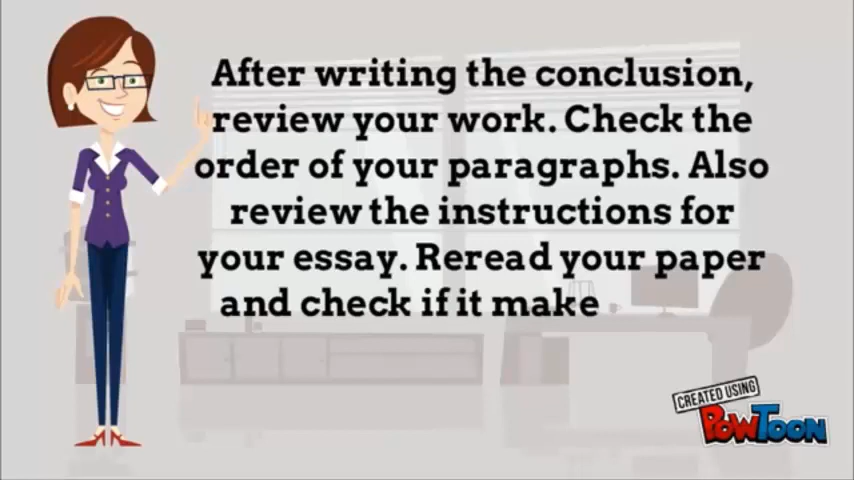 After writing the conclusion,
review your work. Check the
order of your paragraphs. Also
review the instructions for
your essay. Reread your paper
and check if it make
CREATED USING
POWTOON